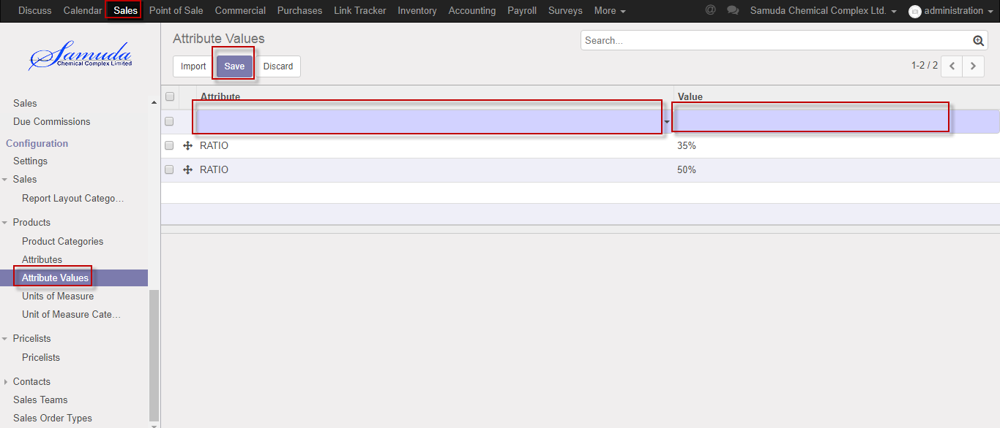 Discuss Calendar Sales Point of Sale Commercial Purchases Link Tracker Inventory Accounting Payroll Surveys More @ Samuda Chemical Complex Ltd. administration
Samuda
Chemical Complex Limited
Sales
Due Commissions
Configuration
Settings
Sales
Report Layout Catego…
Products
Product Categories
Attributes
Attribute Values
Units of Measure
Unit of Measure Cate…
Pricelists
Pricelists
Contacts
Sales Teams
Sales Order Types
Attribute Values
Search...
Import Save Discard
1-2 / 2
Attribute Value
RATIO 35%
RATIO 50%